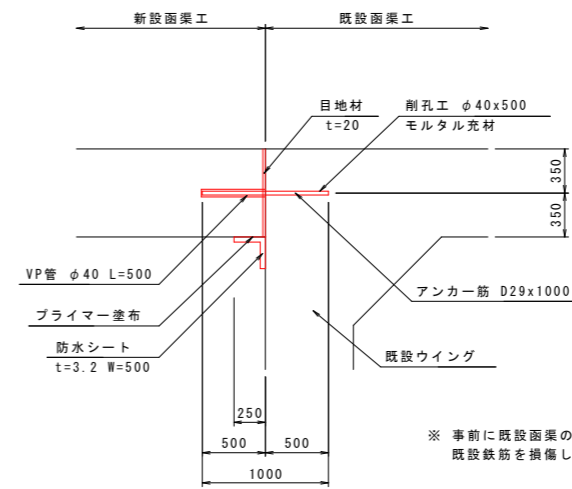 新設函渠工
既設函渠工
目地材
t=20
削孔工 φ40x500
モルタル充材
350
350
VP管 φ40 L=500
アンカー筋 D29x1000
プライマー塗布
防水シート
t=3.2 W=500
既設ウイング
250
500
500
1000
※ 事前に既設函渠の
既設鉄筋を損傷し